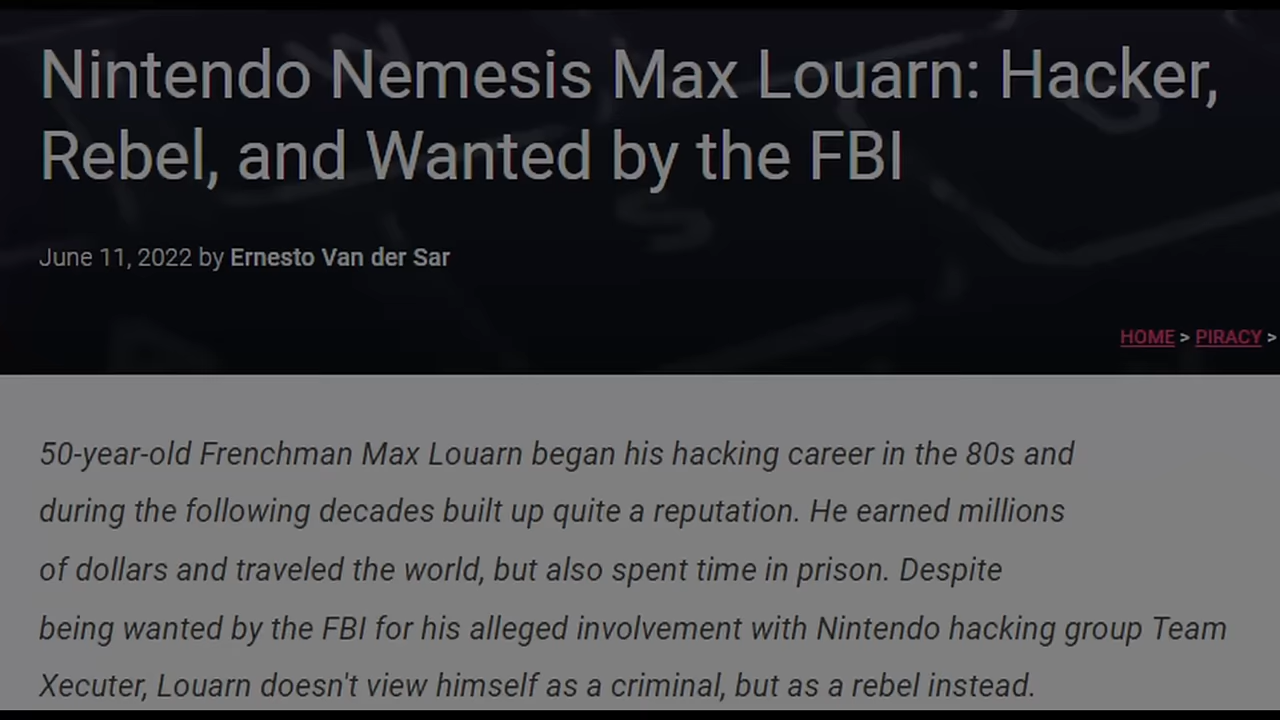 Nintendo Nemesis Max Louarn: Hacker,
Rebel, and Wanted by the FBI
June 11, 2022 by Ernesto Van der Sar
HOME > PIRACY >
50-year-old Frenchman Max Louarn began his hacking career in the 80s and
during the following decades built up quite a reputation. He earned millions
of dollars and traveled the world, but also spent time in prison. Despite
being wanted by the FBI for his alleged involvement with Nintendo hacking group Team
Xecuter, Louarn doesn't view himself as a criminal, but as a rebel instead.